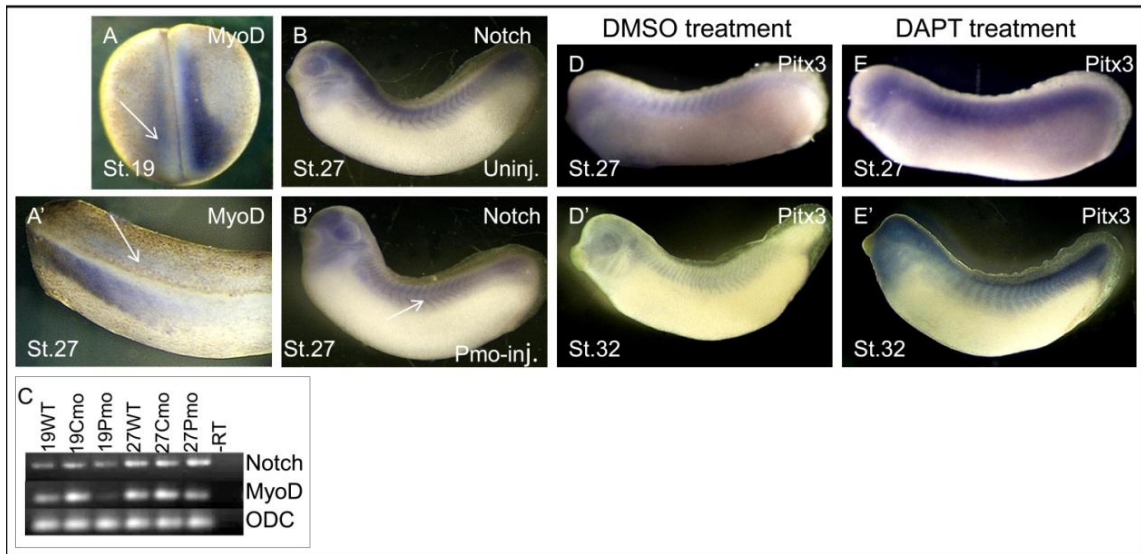 DMSO treatment
DAPT treatment
A
MyoD
St.19
B
Notch
St.27
Uninj.
D
Pitx3
St.27
E
Pitx3
St.27
A'
MyoD
St.27
B'
Notch
St.27
Pmo-inj.
D'
Pitx3
St.32
E'
Pitx3
St.32
C
19WT
19Cmo
19Pmo
27WT
27Cmo
27Pmo
-RT
Notch
MyoD
ODC